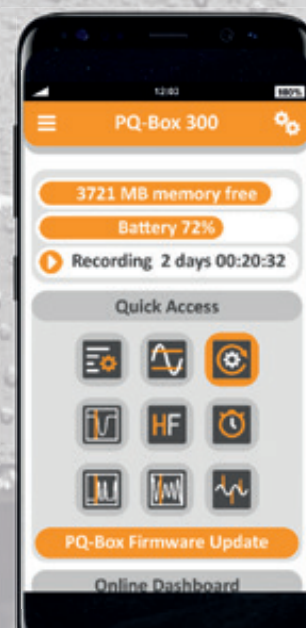 12:03
100%
PQ-Box 300
3721 MB memory free
Battery 72%
Recording 2 days 00:20:32
Quick Access
HF
PQ-Box Firmware Update
Online Dashboard